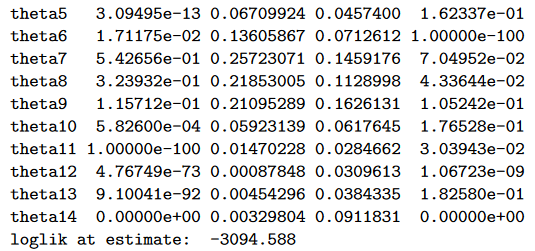 theta5 3.09495e-13 0.06709924 0.0457400 1.62337e-01
theta6 1.71175e-02 0.13605867 0.0712612 1.00000e-100
theta7 5.42656e-01 0.25723071 0.1459176 7.04952e-02
theta8 3.23932e-01 0.21853005 0.1128998 4.33644e-02
theta9 1.15712e-01 0.21095289 0.1626131 1.05242e-01
theta10 5.82600e-04 0.05923139 0.0617645 1.76528e-01
theta11 1.00000e-100 0.01470228 0.0284662 3.03943e-02
theta12 4.76749e-73 0.00087848 0.0309613 1.06723e-09
theta13 9.10041e-92 0.00454296 0.0384335 1.82580e-01
theta14 0.00000e+00 0.00329804 0.0911831 0.00000e+00
loglik at estimate: -3094.588